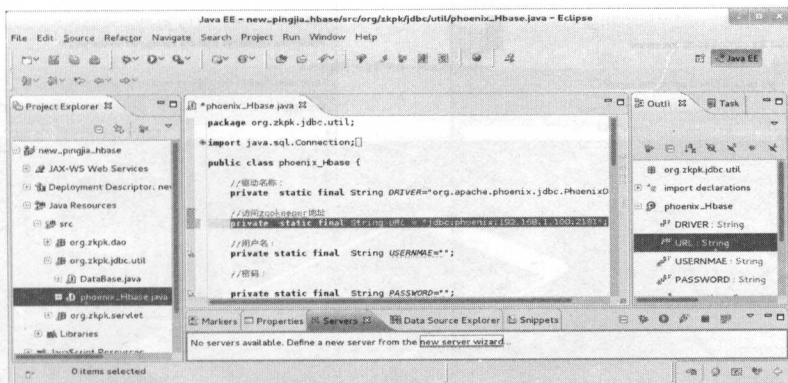 Java EE - new_pingjia_hbase/src/org/zkpk/jdbc/util/phoenix_Hbase.java - Eclipse
File Edit Source Refactor Navigate Search Project Run Window Help
Java EE
Project Explorer
new_pingjia_hbase
JAX-WS Web Services
Deployment Descriptor: nev
Java Resources
src
org.zkpk.dao
org.zkpk.jdbc.util
DataBase.java
phoenix_Hbase.java
org.zkpk.servlet
Libraries
JavaScript Resources
0 items selected
*phoenix_Hbase.java
package org.zkpk.jdbc.util;
import java.sql.Connection;
public class phoenix_Hbase {
//驱动名称:
private static final String DRIVER="org.apache.phoenix.jdbc.PhoenixD
private static final String URL = "jdbc:phoenix:192.168.1.100:2181";
//用户名:
private static final String USERNMAE="";
//密码:
private static final String PASSWORD="";
Markers
Properties
Servers
Data Source Explorer
Snippets
No servers available. Define a new server from the new server wizard...
Outli
Task
org.zkpk.jdbc.util
import declarations
phoenix_Hbase
DRIVER : String
URL : String
USERNMAE : String
PASSWORD : String